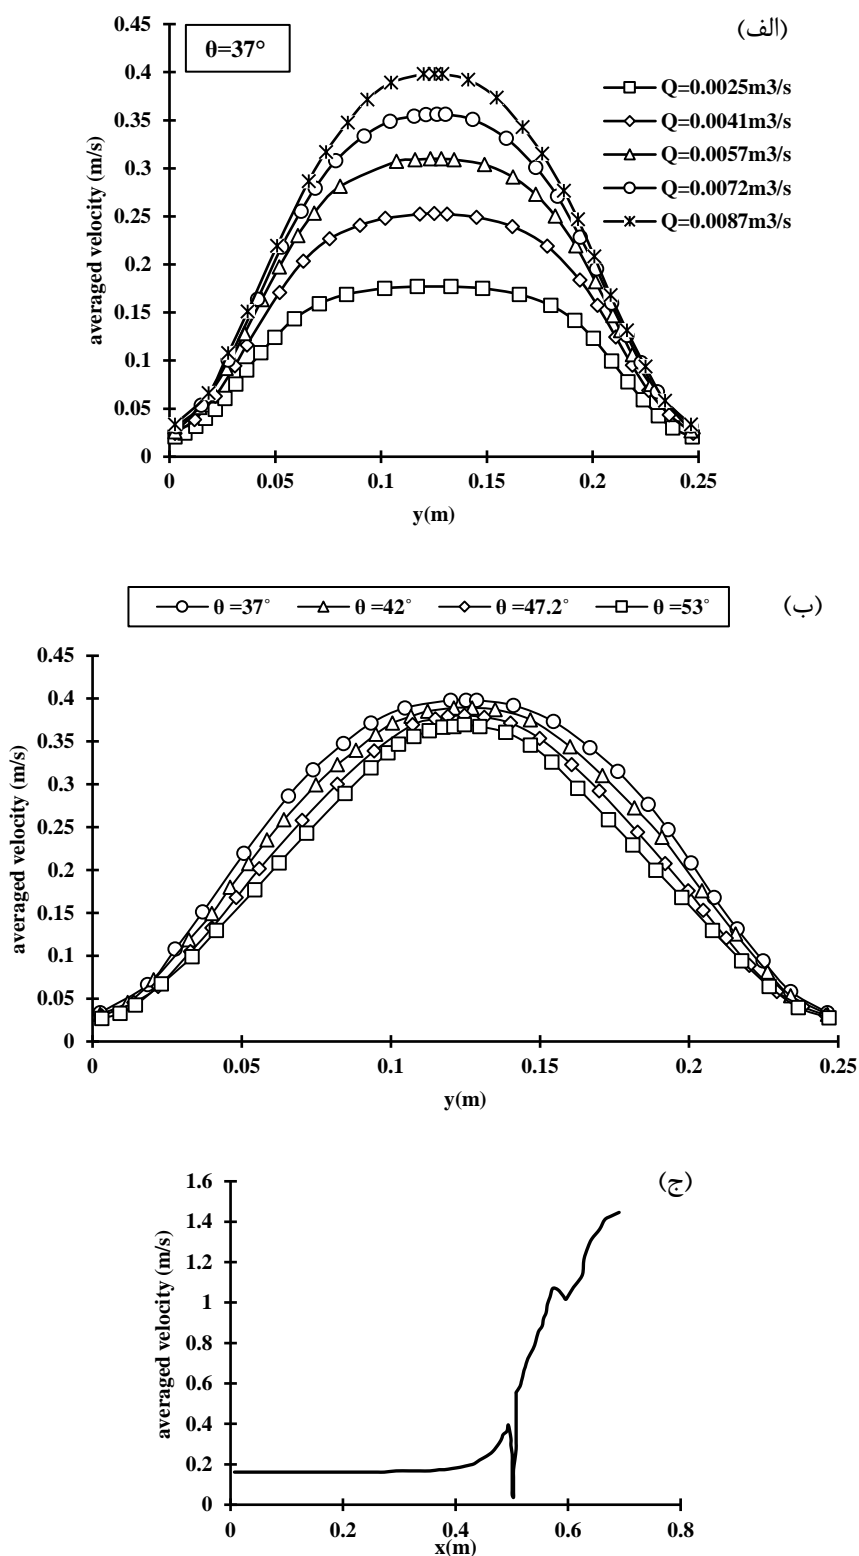 (الف)
θ=37°
Q=0.0025m3/s
Q=0.0041m3/s
Q=0.0057m3/s
Q=0.0072m3/s
Q=0.0087m3/s
averaged velocity (m/s)
0.45
0.4
0.35
0.3
0.25
0.2
0.15
0.1
0.05
0
0 0.05 0.1 0.15 0.2 0.25
y(m)
(ب)
θ =37° θ =42° θ =47.2° θ =53°
averaged velocity (m/s)
0.45
0.4
0.35
0.3
0.25
0.2
0.15
0.1
0.05
0
0 0.05 0.1 0.15 0.2 0.25
y(m)
(ج)
averaged velocity (m/s)
1.6
1.4
1.2
1
0.8
0.6
0.4
0.2
0
0 0.2 0.4 0.6 0.8
x(m)